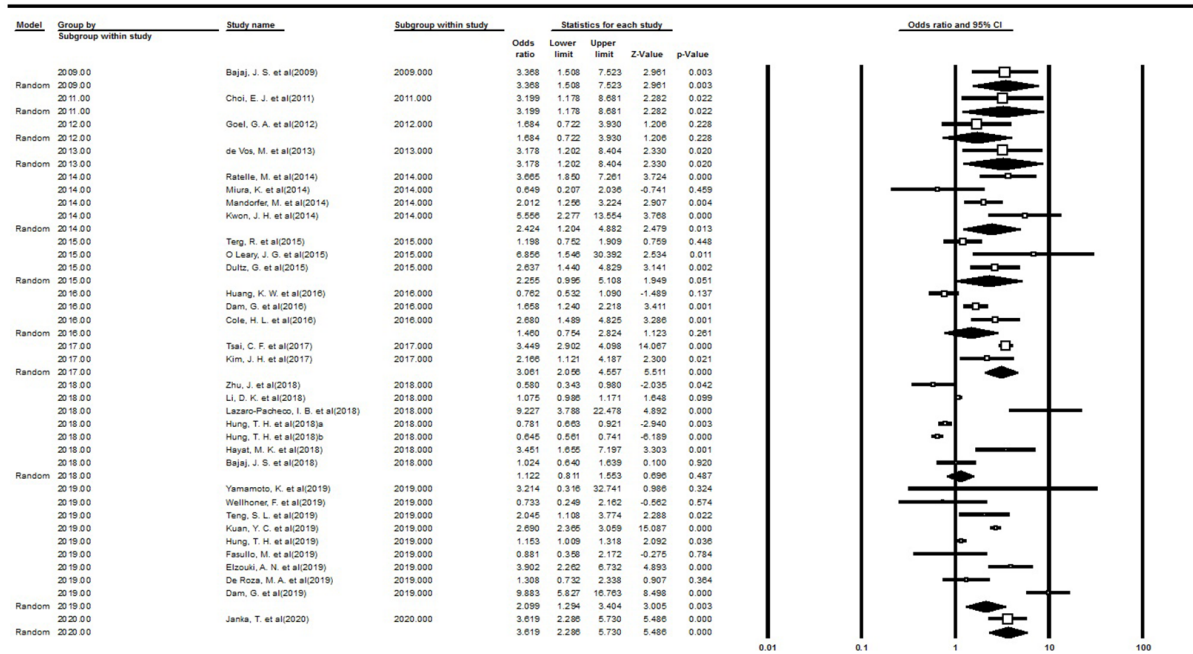 Model Group by Study name Subgroup within study Statistics for each study Odds ratio and 95% CI
Subgroup within study
Odds Lower Upper
ratio limit limit Z-Value p-Value
2009.00 Bajaj, J. S. et al(2009) 2009.000 3.368 1.508 7.523 2.961 0.003
Random 2009.00 3.368 1.508 7.523 2.961 0.003
2011.00 Choi, E. J. et al(2011) 2011.000 3.199 1.178 8.681 2.282 0.022
Random 2011.00 3.199 1.178 8.681 2.282 0.022
2012.00 Goel, G. A. et al(2012) 2012.000 1.684 0.722 3.930 1.206 0.228
Random 2012.00 1.684 0.722 3.930 1.206 0.228
2013.00 de Vos, M. et al(2013) 2013.000 3.178 1.202 8.404 2.330 0.020
Random 2013.00 3.178 1.202 8.404 2.330 0.020
2014.00 Ratelle, M. et al(2014) 2014.000 3.665 1.850 7.261 3.724 0.000
2014.00 Miura, K. et al(2014) 2014.000 0.649 0.207 2.036 -0.741 0.459
2014.00 Mandorfer, M. et al(2014) 2014.000 2.012 1.256 3.224 2.907 0.004
2014.00 Kwon, J. H. et al(2014) 2014.000 5.556 2.277 13.554 3.768 0.000
Random 2014.00 2.424 1.204 4.882 2.479 0.013
2015.00 Terg, R. et al(2015) 2015.000 1.198 0.752 1.909 0.759 0.448
2015.00 O Leary, J. G. et al(2015) 2015.000 6.856 1.546 30.392 2.534 0.011
2015.00 Dultz, G. et al(2015) 2015.000 2.637 1.440 4.829 3.141 0.002
Random 2015.00 2.255 0.995 5.108 1.949 0.051
2016.00 Huang, K. W. et al(2016) 2016.000 0.762 0.532 1.090 -1.489 0.137
2016.00 Dam, G. et al(2016) 2016.000 1.658 1.240 2.218 3.411 0.001
2016.00 Cole, H. L. et al(2016) 2016.000 2.680 1.489 4.825 3.286 0.001
Random 2016.00 1.460 0.754 2.824 1.123 0.261
2017.00 Tsai, C. F. et al(2017) 2017.000 3.449 2.902 4.098 14.067 0.000
2017.00 Kim, J. H. et al(2017) 2017.000 2.166 1.121 4.187 2.300 0.021
Random 2017.00 3.061 2.056 4.557 5.511 0.000
2018.00 Zhu, J. et al(2018) 2018.000 0.580 0.343 0.980 -2.035 0.042
2018.00 Li, D. K. et al(2018) 2018.000 1.075 0.986 1.171 1.648 0.099
2018.00 Lazaro-Pacheco, I. B. et al(2018) 2018.000 9.227 3.788 22.478 4.892 0.000
2018.00 Hung, T. H. et al(2018)a 2018.000 0.781 0.663 0.921 -2.940 0.003
2018.00 Hung, T. H. et al(2018)b 2018.000 0.645 0.561 0.741 -6.189 0.000
2018.00 Hayat, M. K. et al(2018) 2018.000 3.451 1.655 7.197 3.303 0.001
2018.00 Bajaj, J. S. et al(2018) 2018.000 1.024 0.640 1.639 0.100 0.920
Random 2018.00 1.122 0.811 1.553 0.696 0.487
2019.00 Yamamoto, K. et al(2019) 2019.000 3.214 0.316 32.741 0.986 0.324
2019.00 Wellhoner, F. et al(2019) 2019.000 0.733 0.249 2.162 -0.562 0.574
2019.00 Teng, S. L. et al(2019) 2019.000 2.045 1.108 3.774 2.288 0.022
2019.00 Kuan, Y. C. et al(2019) 2019.000 2.690 2.365 3.059 15.087 0.000
2019.00 Hung, T. H. et al(2019) 2019.000 1.153 1.009 1.318 2.092 0.036
2019.00 Fasullo, M. et al(2019) 2019.000 0.881 0.358 2.172 -0.275 0.784
2019.00 Elzouki, A. N. et al(2019) 2019.000 3.902 2.262 6.732 4.893 0.000
2019.00 De Roza, M. A. et al(2019) 2019.000 1.308 0.732 2.338 0.907 0.364
2019.00 Dam, G. et al(2019) 2019.000 9.883 5.827 16.763 8.498 0.000
Random 2019.00 2.099 1.294 3.404 3.005 0.003
2020.00 Janka, T. et al(2020) 2020.000 3.619 2.286 5.730 5.486 0.000
Random 2020.00 3.619 2.286 5.730 5.486 0.000
0.01 0.1 1 10 100